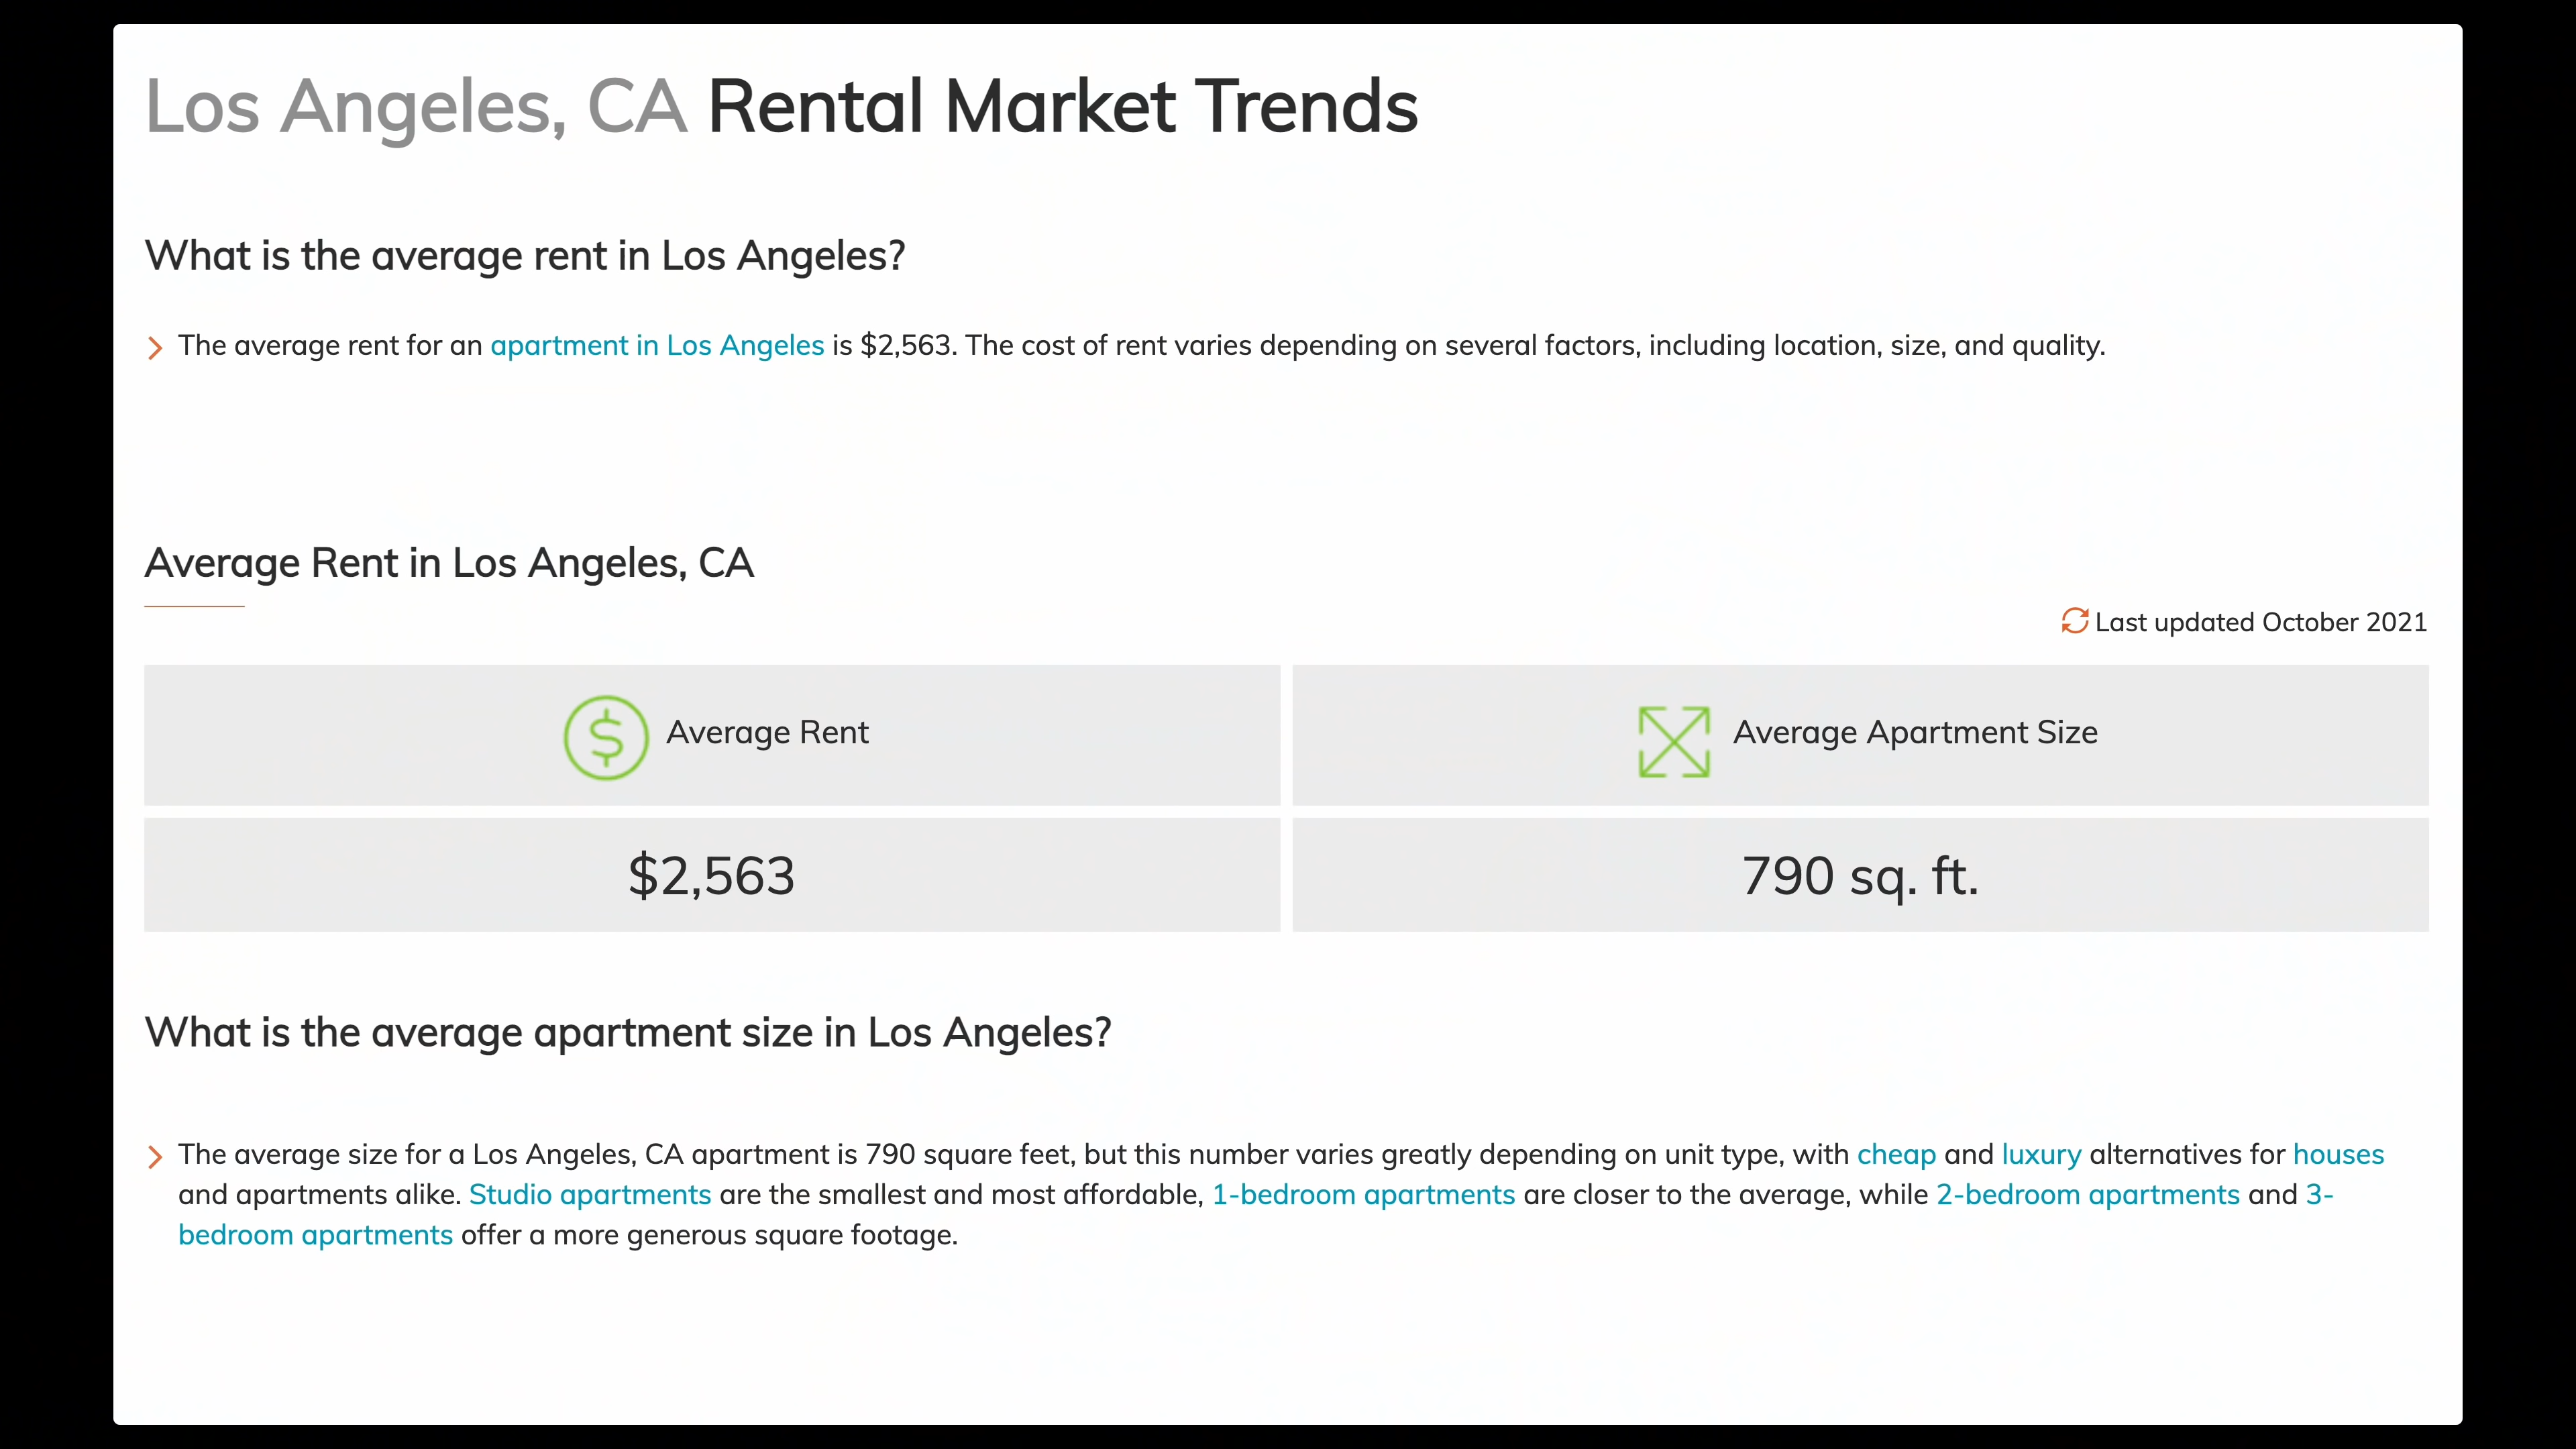 Los Angeles, CA Rental Market Trends
What is the average rent in Los Angeles?
The average rent for an apartment in Los Angeles is $2,563. The cost of rent varies depending on several factors, including location, size, and quality.
Average Rent in Los Angeles, CA
Last updated October 2021
Average Rent
Average Apartment Size
$2,563
790 sq. ft.
What is the average apartment size in Los Angeles?
The average size for a Los Angeles, CA apartment is 790 square feet, but this number varies greatly depending on unit type, with cheap and luxury alternatives for houses
and apartments alike. Studio apartments are the smallest and most affordable, 1-bedroom apartments are closer to the average, while 2-bedroom apartments and 3-
bedroom apartments offer a more generous square footage.